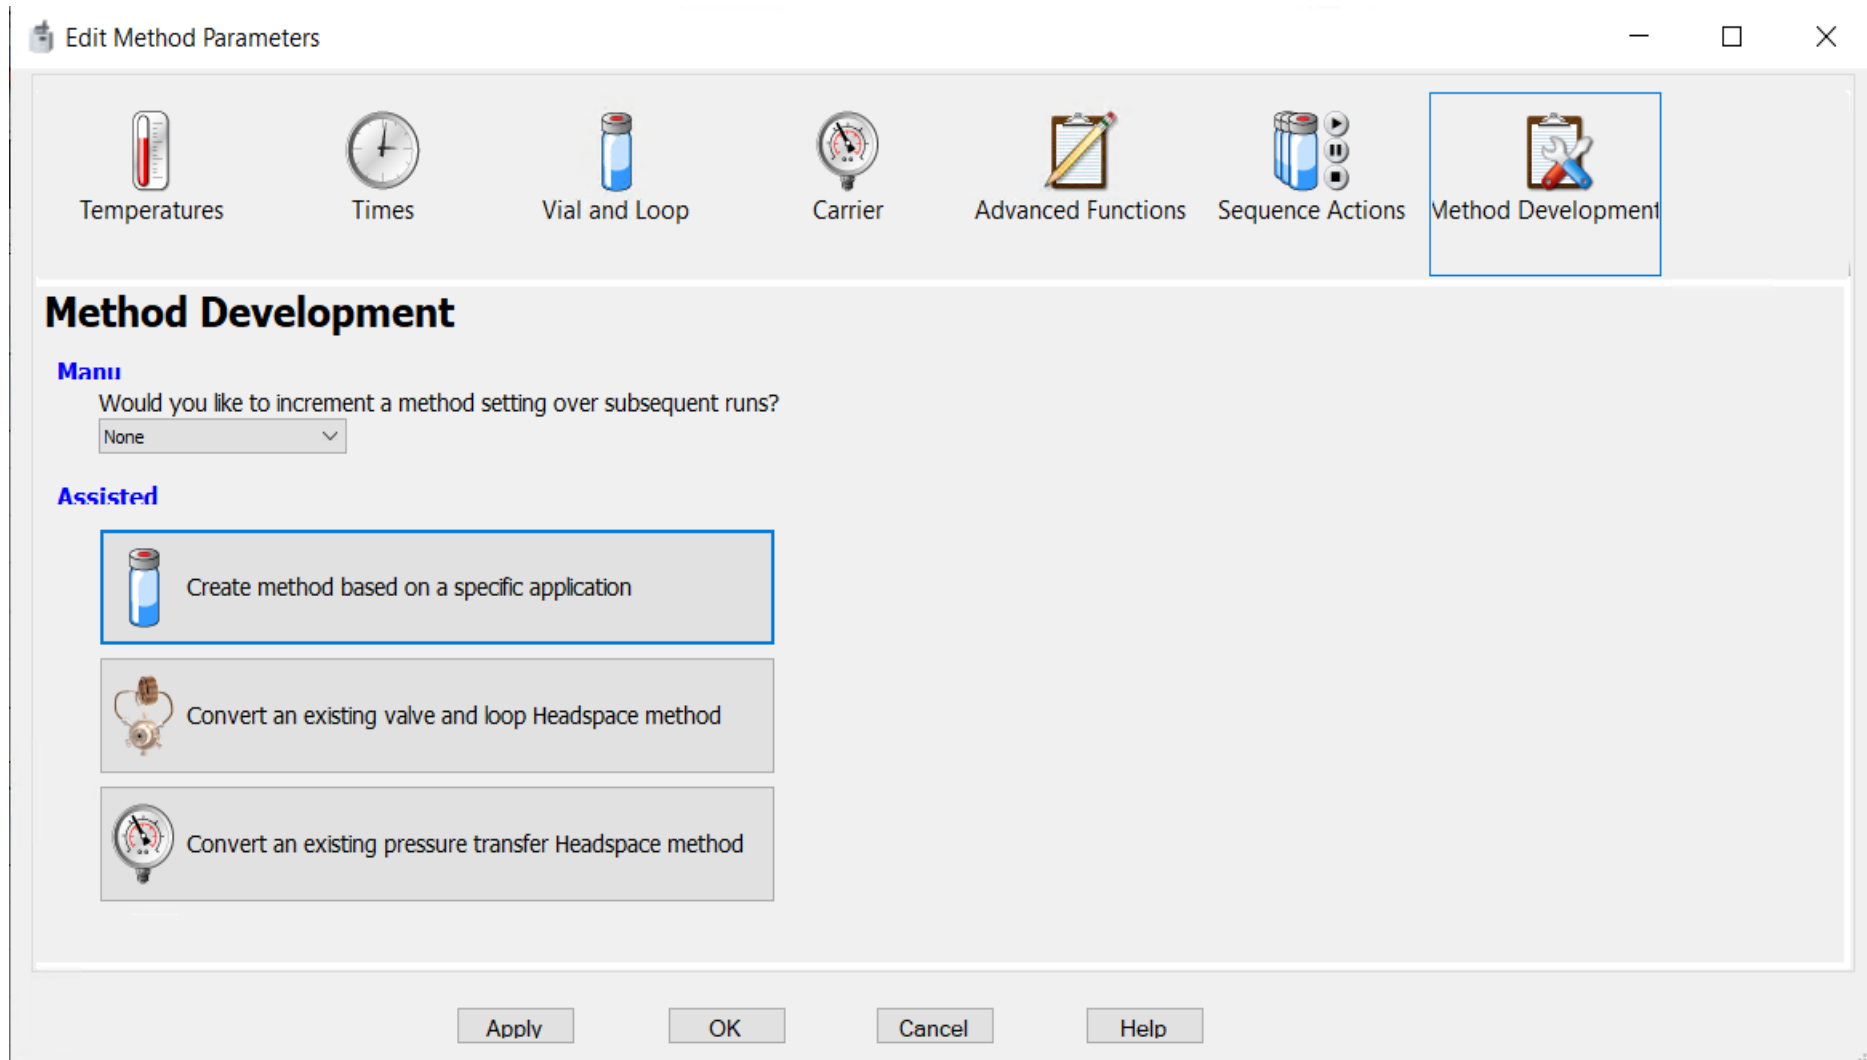 Edit Method Parameters
Temperatures
Times
Vial and Loop
Carrier
Advanced Functions
Sequence Actions
Method Development
Method Development
Manu
Would you like to increment a method setting over subsequent runs?
None
Assisted
Create method based on a specific application
Convert an existing valve and loop Headspace method
Convert an existing pressure transfer Headspace method
Apply
OK
Cancel
Help